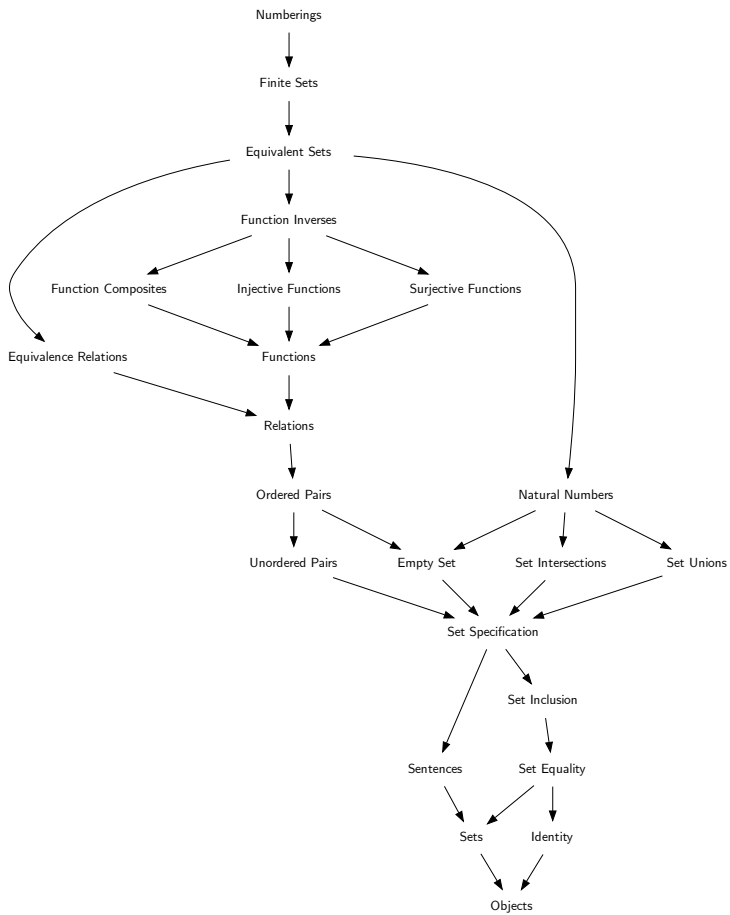 Numberings
Finite Sets
Equivalent Sets
Function Inverses
Function Composites
Injective Functions
Surjective Functions
Equivalence Relations
Functions
Relations
Ordered Pairs
Natural Numbers
Unordered Pairs
Empty Set
Set Intersections
Set Unions
Set Specification
Set Inclusion
Sentences
Set Equality
Sets
Identity
Objects